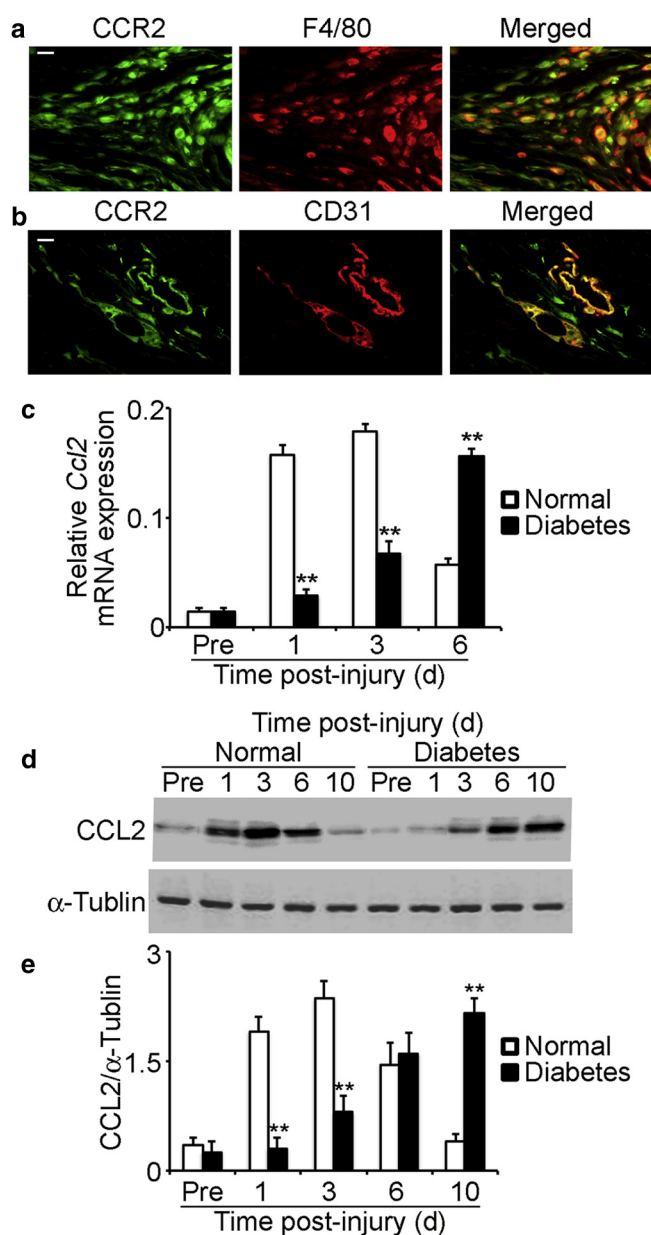 a CCR2 F4/80 Merged
b CCR2 CD31 Merged
c
Relative Ccl2
mRNA expression
0.2
0.1
0
** ** **
Normal
Diabetes
Pre 1 3 6
Time post-injury (d)
d
Time post-injury (d)
Normal Diabetes
Pre 1 3 6 10 Pre 1 3 6 10
CCL2
α-Tublin
e
CCL2/α-Tublin
3
1.5
0
** ** **
Normal
Diabetes
Pre 1 3 6 10
Time post-injury (d)